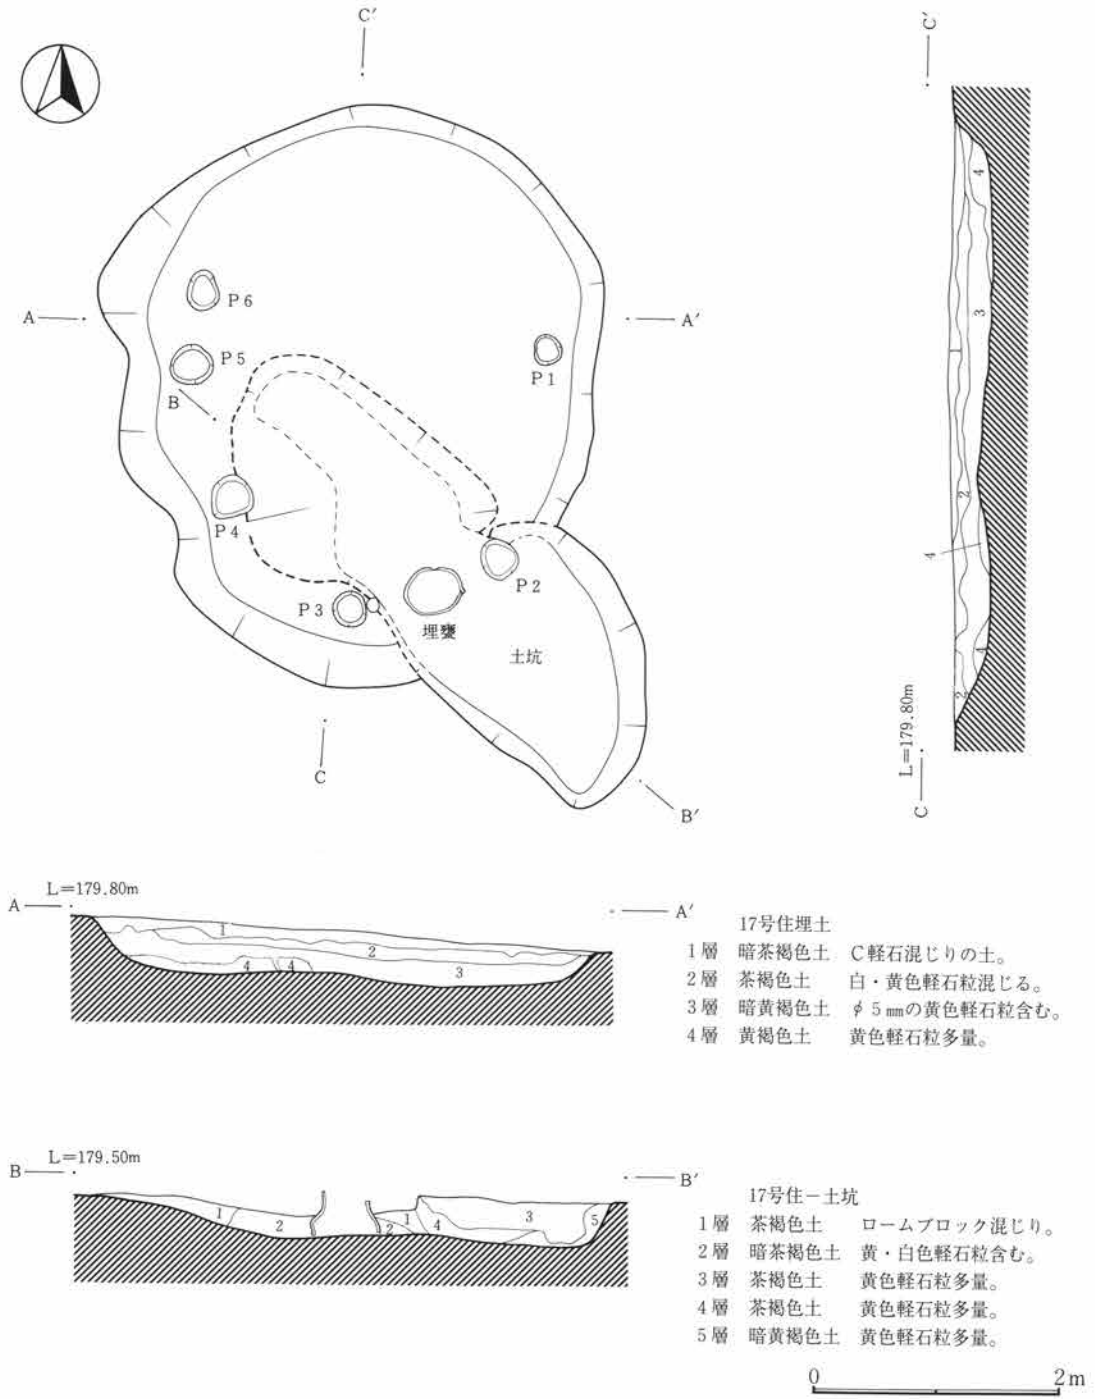 C′
C′
P6
A
A′
P5
P1
B
P4
P2
P3
埋甕
土坑
C
B′
4
3
1
2
4
4
2
L=179.80m
C
L=179.80m
A
A′
1
2
4
4
3
17号住埋土
1層 暗茶褐色土 C軽石混じりの土。
2層 茶褐色土 白・黄色軽石粒混じる。
3層 暗黄褐色土 φ5㎜の黄色軽石粒含む。
4層 黄褐色土 黄色軽石粒多量。
L=179.50m
B
B′
1
2
1
2
4
3
5
17号住-土坑
1層 茶褐色土 ロームブロック混じり。
2層 暗茶褐色土 黄・白色軽石粒含む。
3層 茶褐色土 黄色軽石粒多量。
4層 茶褐色土 黄色軽石粒多量。
5層 暗黄褐色土 黄色軽石粒多量。
0 2m